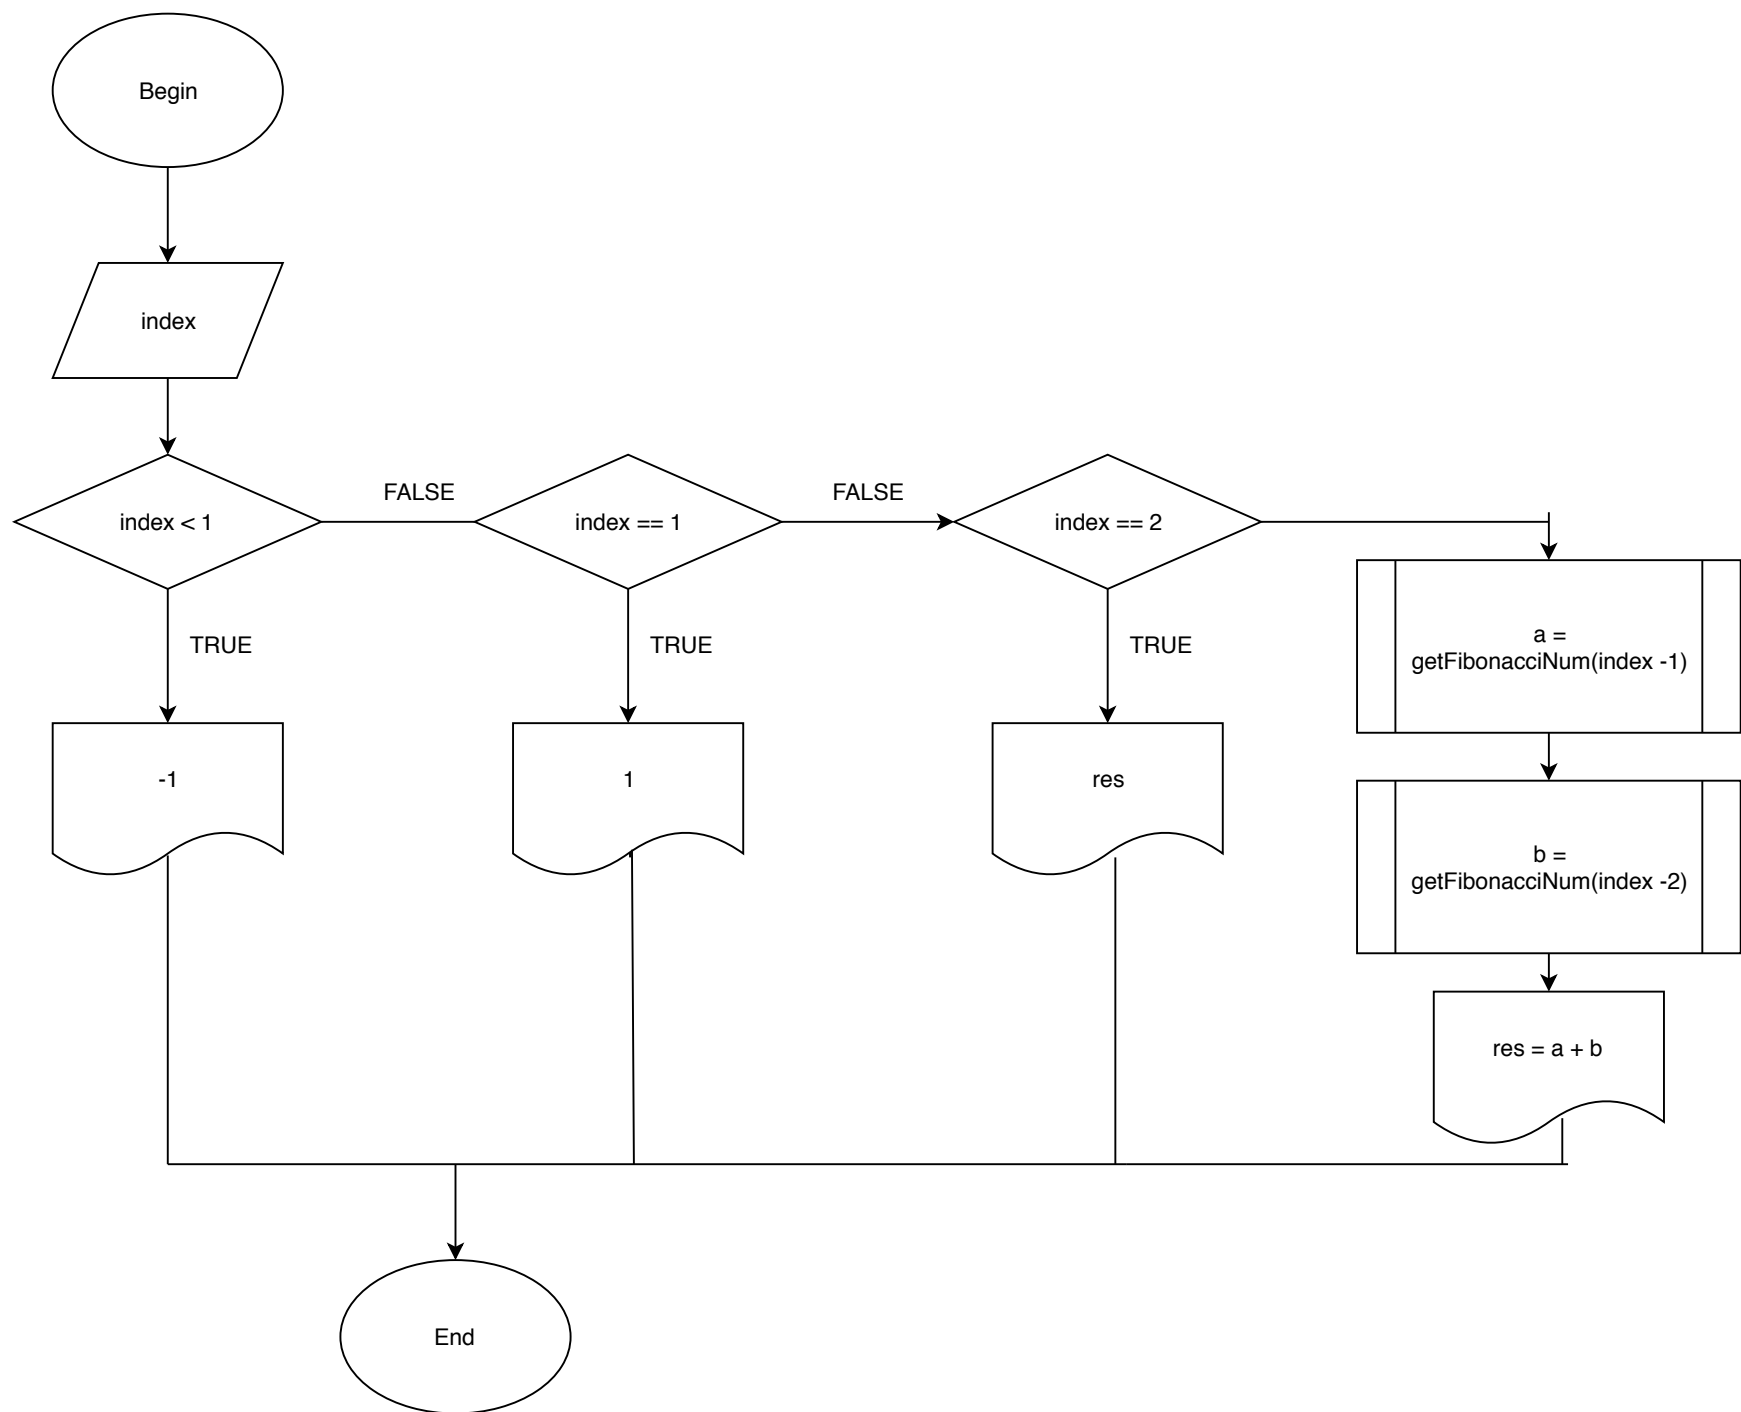 Begin
index
index < 1
FALSE
index == 1
FALSE
index == 2
TRUE
TRUE
TRUE
-1
1
res
a =
getFibonacciNum(index -1)
b =
getFibonacciNum(index -2)
res = a + b
End